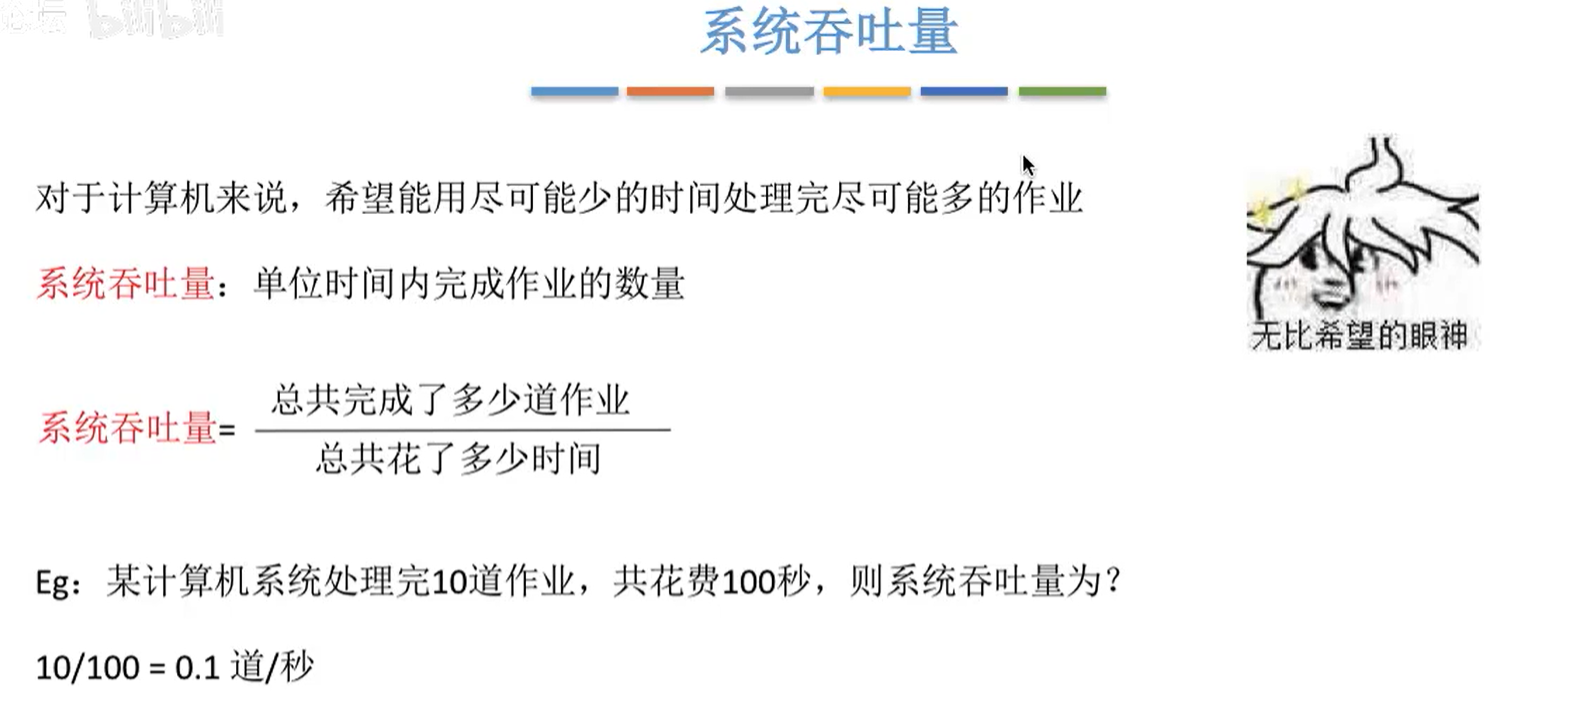 bilibili
系统吞吐量
对于计算机来说，希望能用尽可能少的时间处理完尽可能多的作业
系统吞吐量：单位时间内完成作业的数量
无比希望的眼神
总共完成了多少道作业
系统吞吐量=
总共花了多少时间
Eg：某计算机系统处理完10道作业，共花费100秒，则系统吞吐量为？
10/100 = 0.1 道/秒